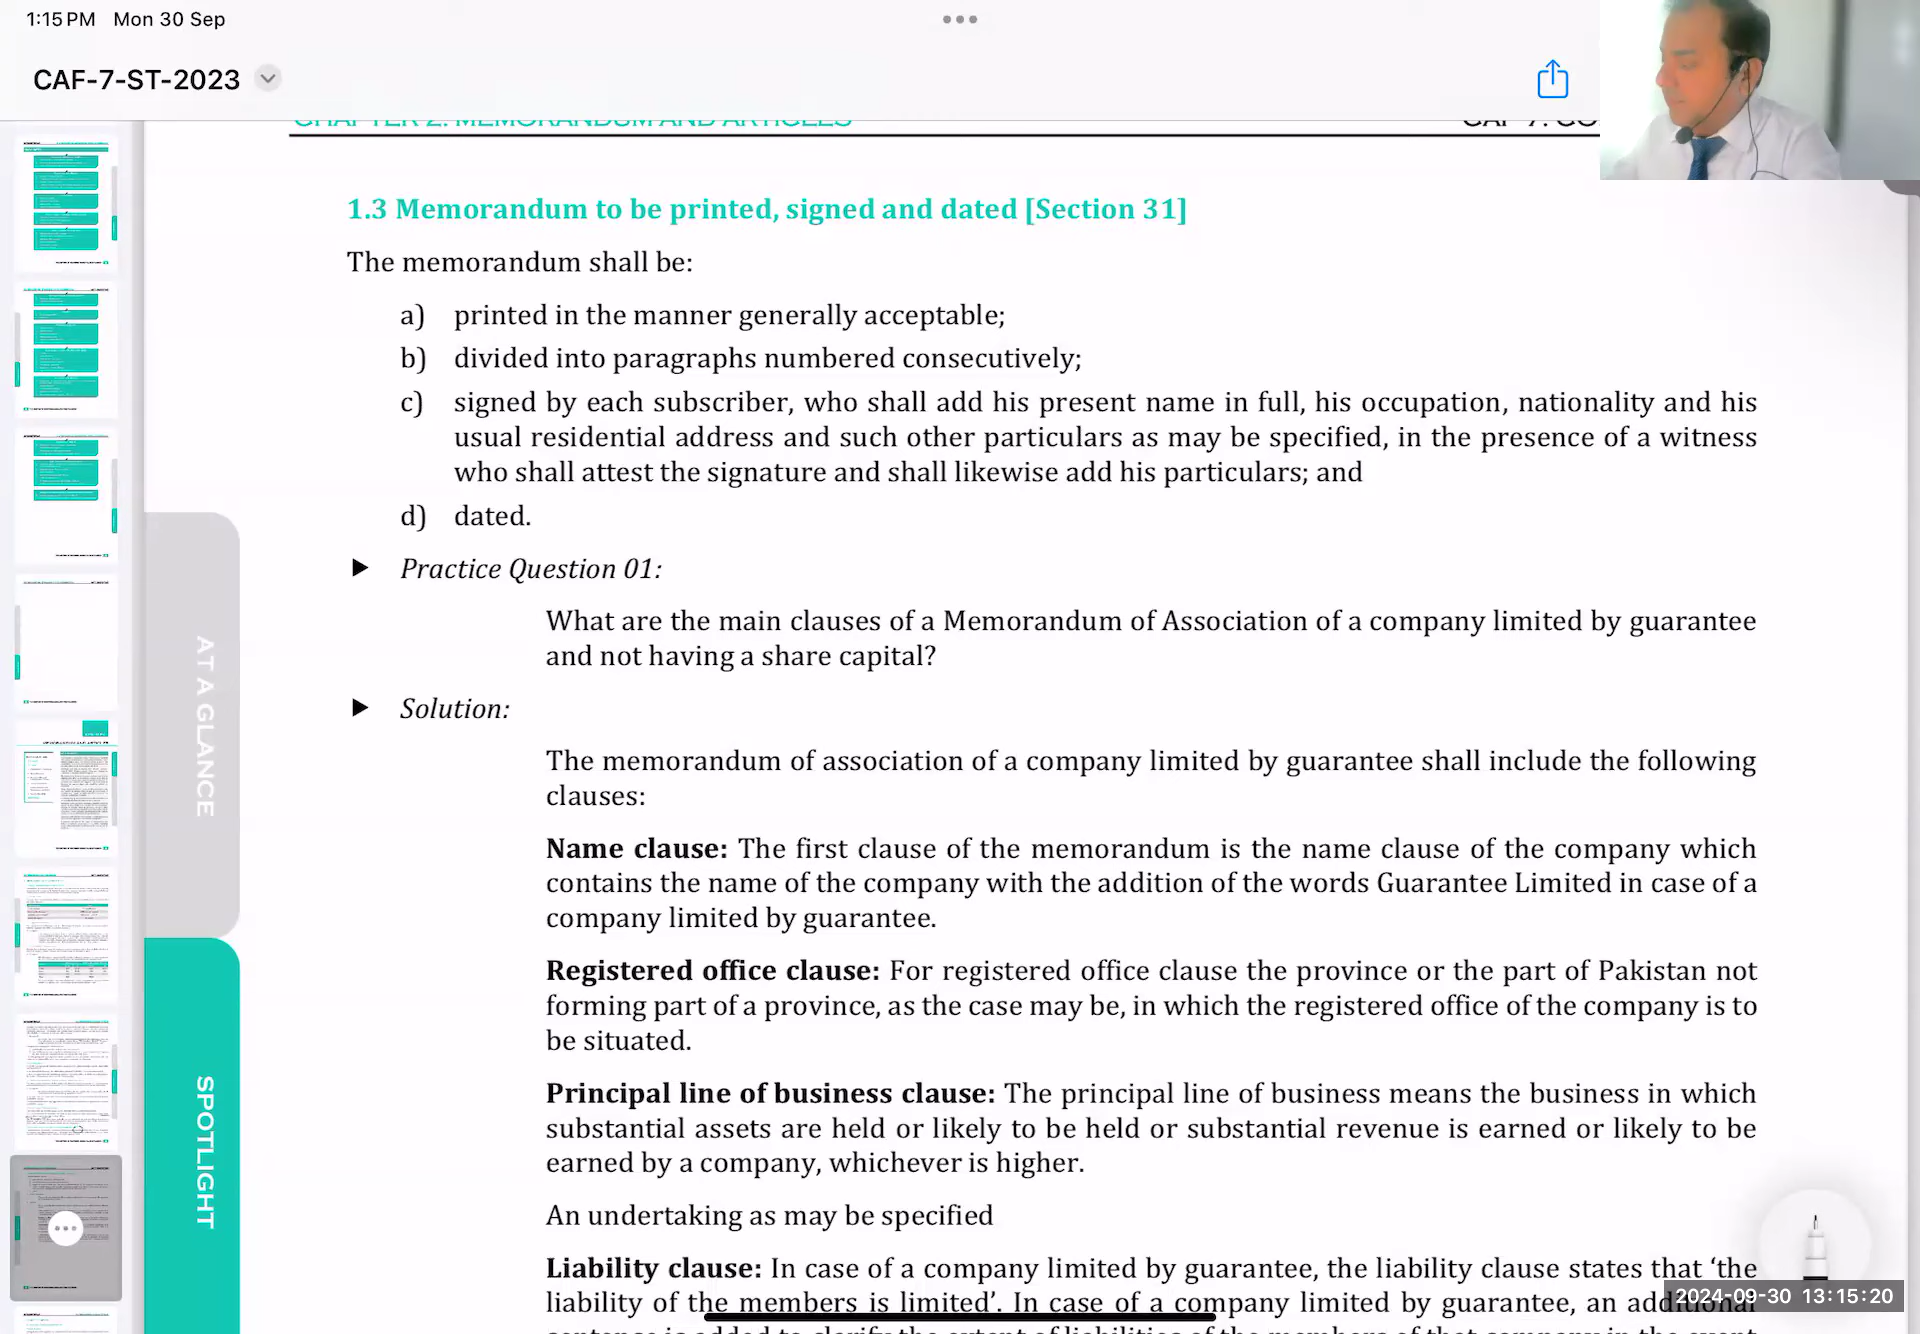 1:15 PM Mon 30 Sep
CAF-7-ST-2023
CHAPTER 2: MEMORANDUM AND ARTICLES
1.3 Memorandum to be printed, signed and dated [Section 31]
The memorandum shall be:
a) printed in the manner generally acceptable;
b) divided into paragraphs numbered consecutively;
c) signed by each subscriber, who shall add his present name in full, his occupation, nationality and his
usual residential address and such other particulars as may be specified, in the presence of a witness
who shall attest the signature and shall likewise add his particulars; and
d) dated.
Practice Question 01:
What are the main clauses of a Memorandum of Association of a company limited by guarantee
and not having a share capital?
Solution:
The memorandum of association of a company limited by guarantee shall include the following
clauses:
Name clause: The first clause of the memorandum is the name clause of the company which
contains the name of the company with the addition of the words Guarantee Limited in case of a
company limited by guarantee.
Registered office clause: For registered office clause the province or the part of Pakistan not
forming part of a province, as the case may be, in which the registered office of the company is to
be situated.
Principal line of business clause: The principal line of business means the business in which
substantial assets are held or likely to be held or substantial revenue is earned or likely to be
earned by a company, whichever is higher.
An undertaking as may be specified
Liability clause: In case of a company limited by guarantee, the liability clause states that ‘the
liability of the members is limited’. In case of a company limited by guarantee, an additional
AT A GLANCE
SPOTLIGHT
2024-09-30 13:15:20